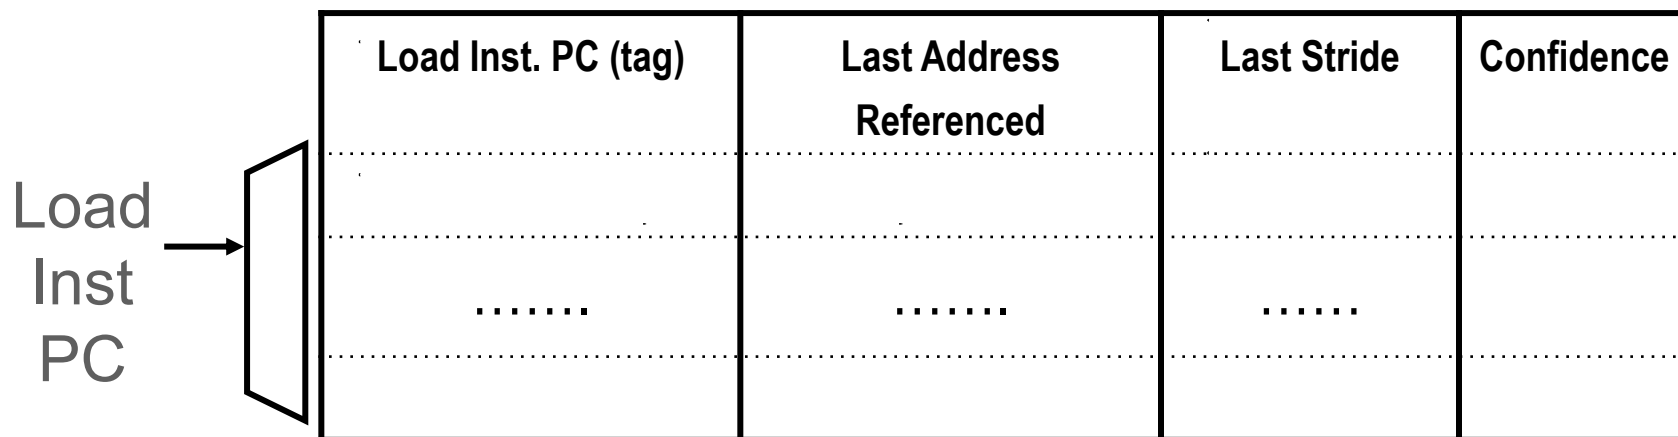 Load Inst. PC (tag)
Last Address
Referenced
Last Stride
Confidence
Load
Inst
PC
.......
.......
......